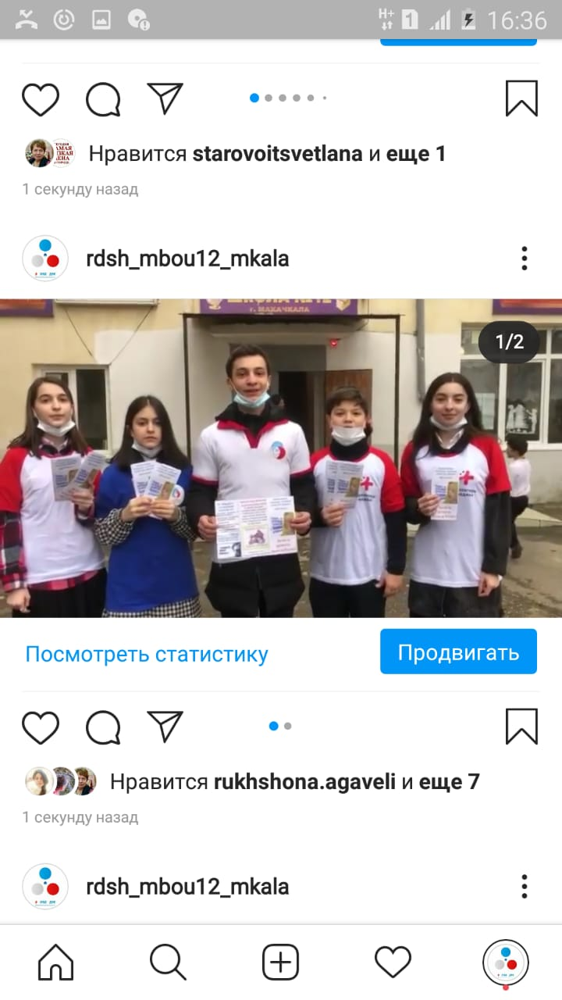 H+ 1 16:36
Нравится starovoitsvetlana и еще 1
1 секунду назад
rdsh_mbou12_mkala
г. МАХАЧКАЛА
1/2
Посмотреть статистику
Продвигать
Нравится rukhshona.agaveli и еще 7
1 секунду назад
rdsh_mbou12_mkala